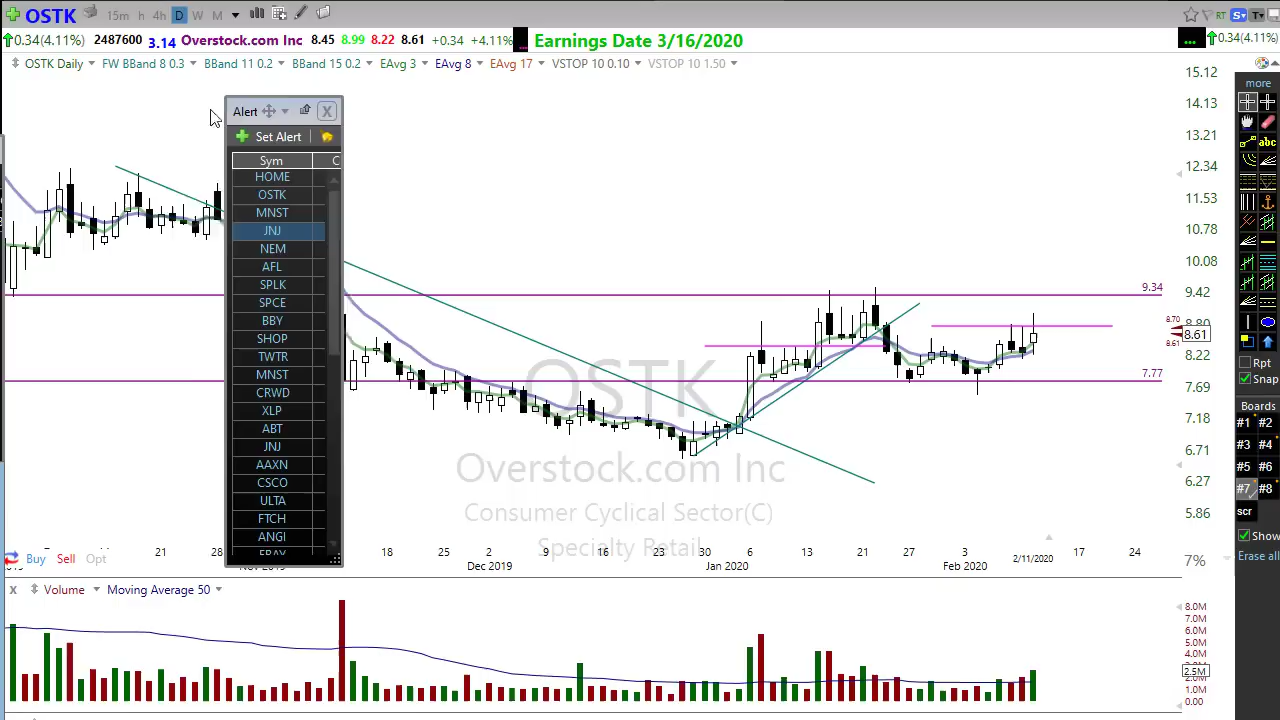 OSTK 15m h 4h D W M RT S T
0.34(4.11%) 2487600 3.14 Overstock.com Inc 8.45 8.99 8.22 8.61 +0.34 +4.11% ... Earnings Date 3/16/2020 ... 0.34(4.11%)
OSTK Daily FW BBand 8 0.3 BBand 11 0.2 BBand 15 0.2 EAvg 3 EAvg 8 EAvg 17 VSTOP 10 0.10 VSTOP 10 1.50
15.12
14.13
13.21
12.34
11.53
10.78
10.08
9.42
8.80
8.22
7.69
7.18
6.71
6.27
5.86
7%
9.34
8.70
8.61
8.61
7.77
Alert X
Set Alert
Sym C
HOME
OSTK
MNST
JNJ
NEM
AFL
SPLK
SPCE
BBY
SHOP
TWTR
MNST
CRWD
XLP
ABT
JNJ
AAXN
CSCO
ULTA
FTCH
ANGI
EBAY
OSTK
Overstock.com Inc
Consumer Cyclical Sector(C)
Specialty Retail
14 21 28 18 25 2 9 16 23 30 6 13 21 27 3 2/11/2020 17 24
Nov 2019 Dec 2019 Jan 2020 Feb 2020
Buy Sell Opt
X Volume Moving Average 50
8.0M
7.0M
6.0M
5.0M
4.0M
2.5M
2.0M
1.0M
0.00
more
abc
Rpt
Snap
Boards
#1 #2
#3 #4
#5 #6
#7 #8
scr
Show
Erase all